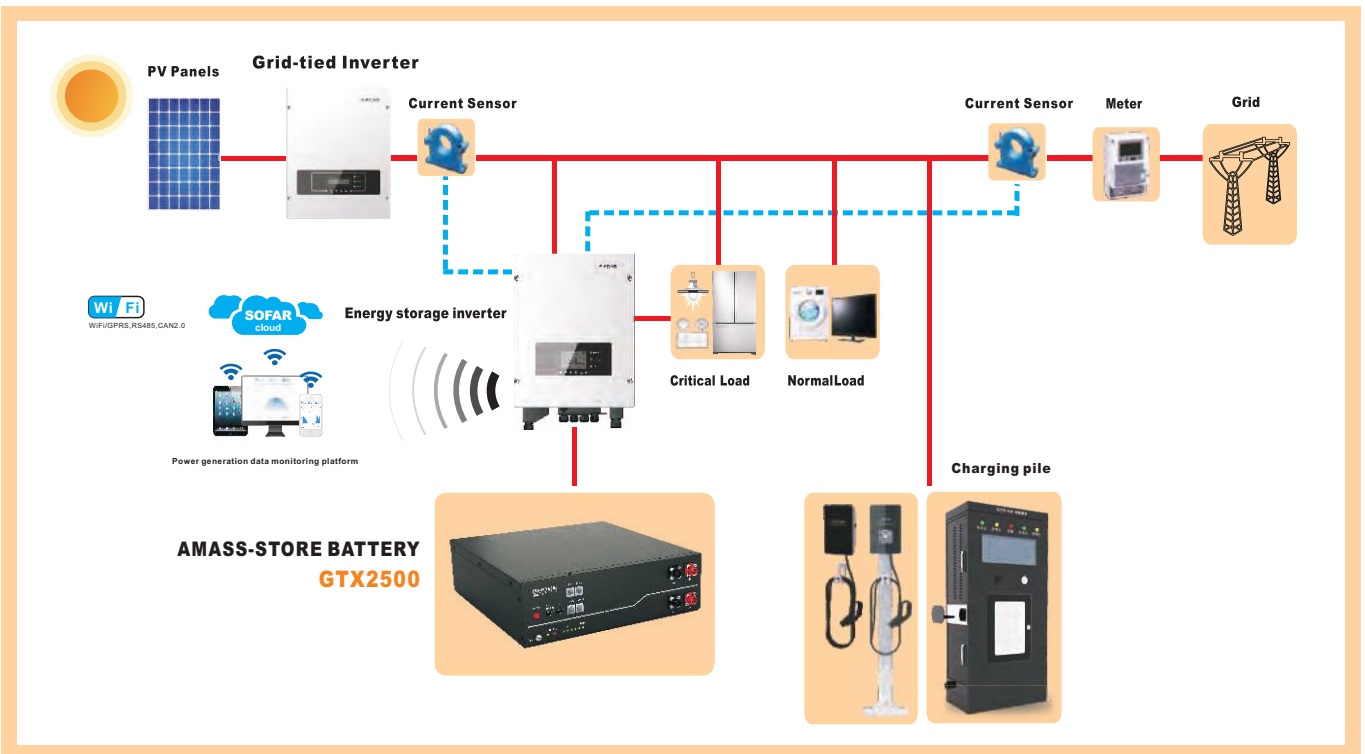 Grid-tied Inverter
PV Panels
Current Sensor
Current Sensor
Meter
Grid
Wi Fi
WiFi/GPRS,RS485,CAN2.0
SOFAR
cloud
Energy storage inverter
Critical Load
NormalLoad
Power generation data monitoring platform
Charging pile
AMASS-STORE BATTERY
GTX2500